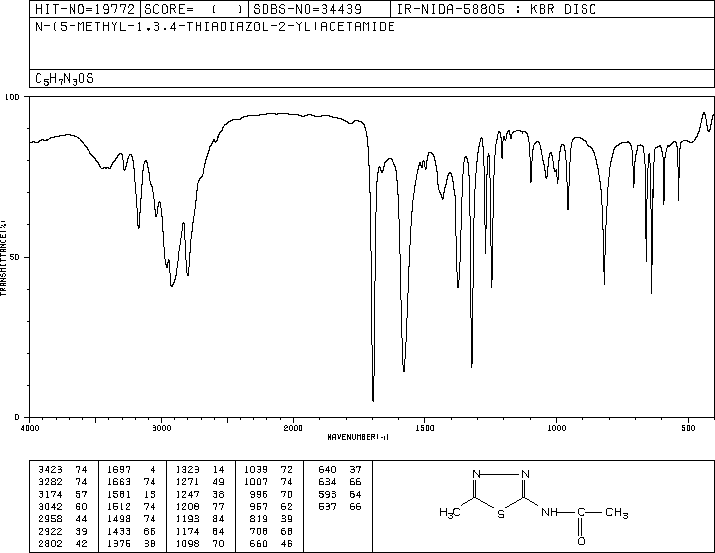 HIT-NO=19772 SCORE= ( ) SDBS-NO=34439 IR-NIDA-58805 : KBR DISC
N-(5-METHYL-1,3,4-THIADIAZOL-2-YL)ACETAMIDE
C5H7N3OS
100
50
0
TRANSMITTANCE(%)
4000 3000 2000 1500 1000 500
WAVENUMBER(-1)
3423 74 1697 4 1323 14 1039 72 640 37
3282 74 1663 74 1271 49 1007 74 634 66
3174 57 1581 13 1247 38 996 70 593 64
3042 60 1512 74 1208 77 957 62 537 66
2958 44 1498 74 1193 84 819 39
2922 39 1433 66 1174 84 708 68
2802 42 1376 38 1098 70 660 46
N N
H3C S NH C CH3
O